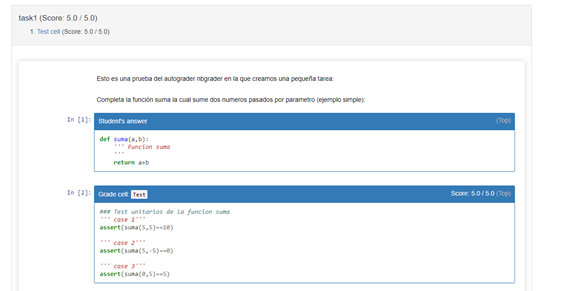 task1 (Score: 5.0 / 5.0)
1. Test cell (Score: 5.0 / 5.0)
Esto es una prueba del autograder nbgrader en la que creamos una pequeña tarea:
Completa la función suma la cual sume dos numeros pasados por parametro (ejemplo simple):
In [1]: Student's answer (Top)
def suma(a,b):
''' Funcion suma
'''
return a+b
In [2]: Grade cell: Test Score: 5.0 / 5.0 (Top)
### Test unitarios de la funcion suma
''' case 1'''
assert(suma(5,5)==10)
''' case 2'''
assert(suma(5,-5)==0)
''' case 3'''
assert(suma(0,5)==5)